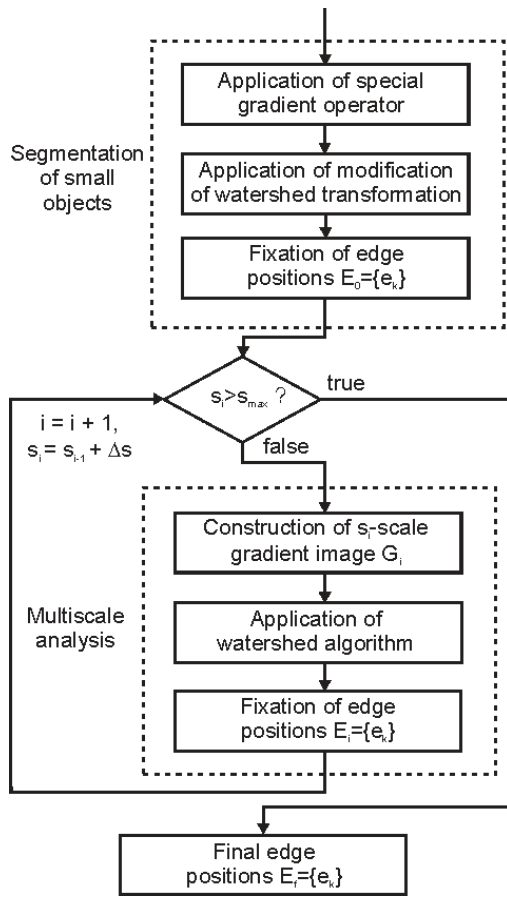 Application of special
gradient operator
Segmentation
of small
objects
Application of modification
of watershed transformation
Fixation of edge
positions E₀={eₖ}
sᵢ>sₘₐₓ ?
true
i = i + 1,
sᵢ = sᵢ₋₁ + Δs
false
Construction of sᵢ-scale
gradient image Gᵢ
Multiscale
analysis
Application of
watershed algorithm
Fixation of edge
positions Eᵢ={eₖ}
Final edge
positions E_f={eₖ}